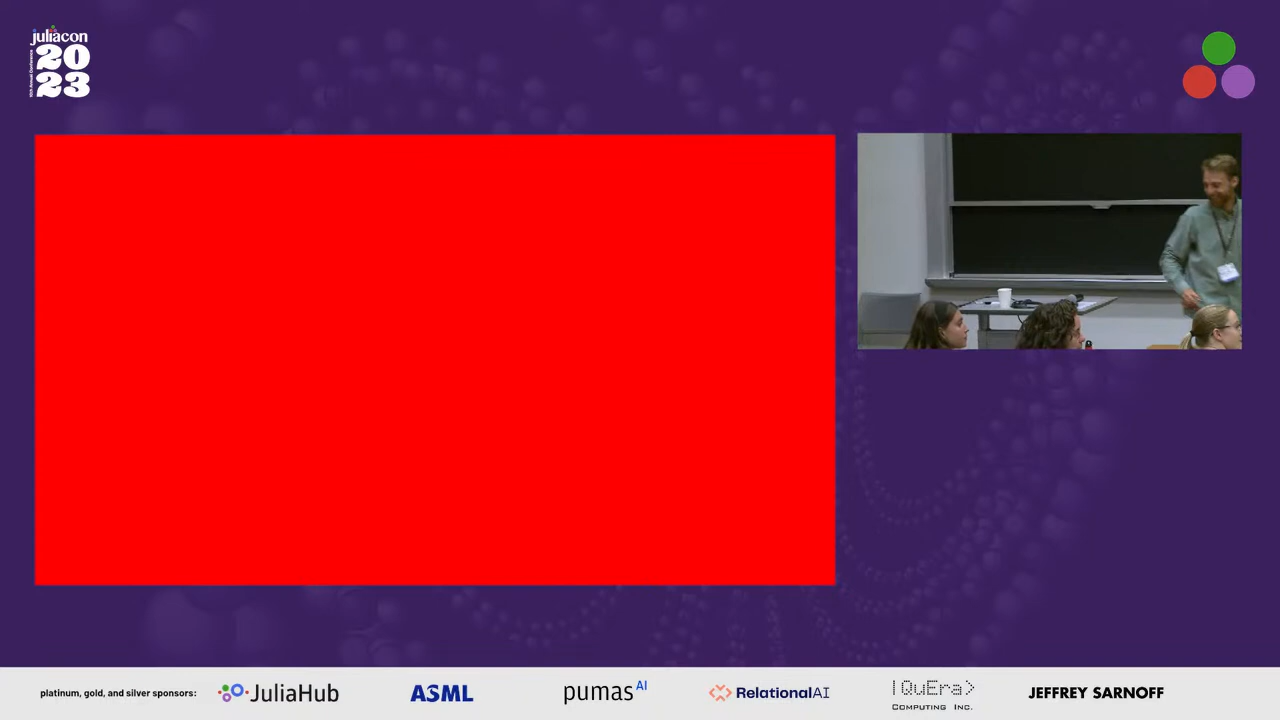 juliacon
20
23
platinum, gold, and silver sponsors:
JuliaHub
ASML
pumas AI
RelationalAI
|QuEra>
COMPUTING INC.
JEFFREY SARNOFF